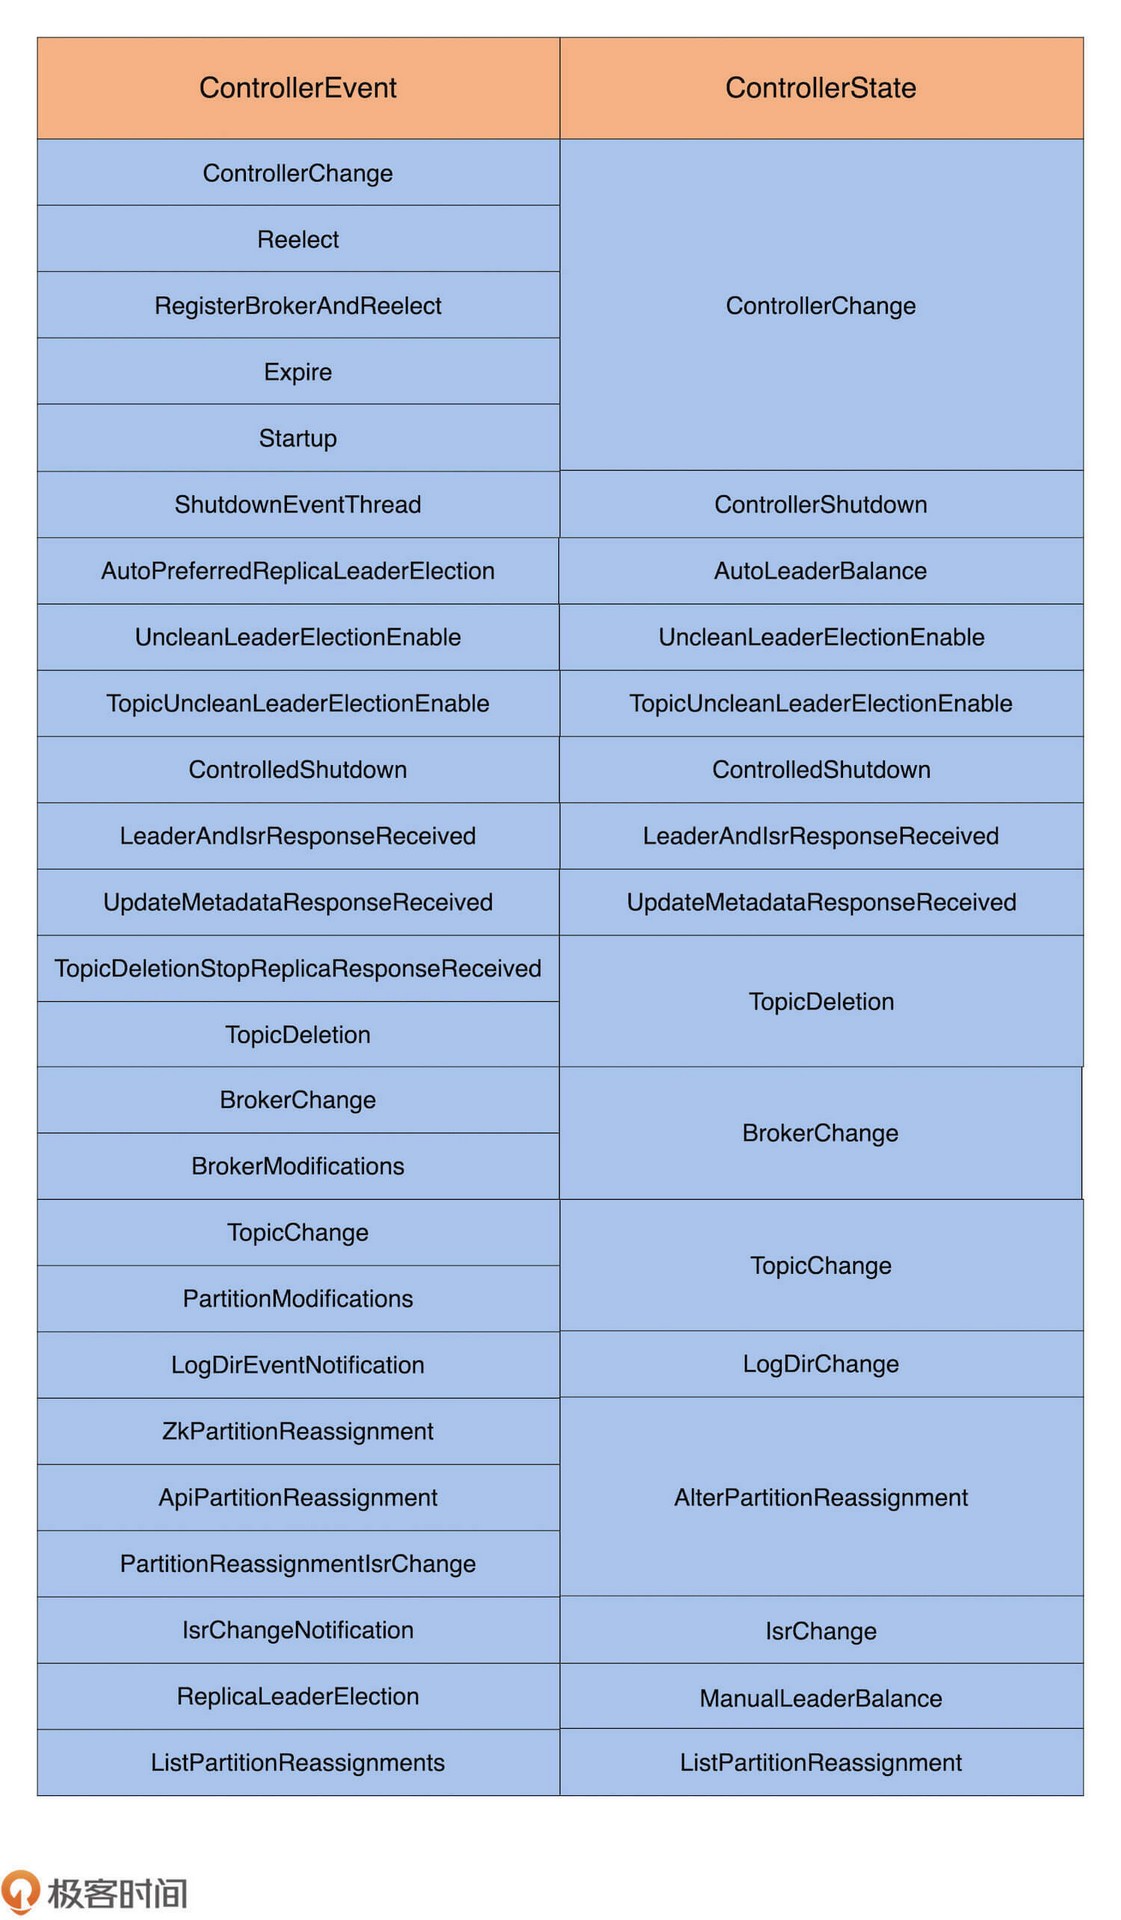 ControllerEvent ControllerState
ControllerChange
Reelect
RegisterBrokerAndReelect ControllerChange
Expire
Startup
ShutdownEventThread ControllerShutdown
AutoPreferredReplicaLeaderElection AutoLeaderBalance
UncleanLeaderElectionEnable UncleanLeaderElectionEnable
TopicUncleanLeaderElectionEnable TopicUncleanLeaderElectionEnable
ControlledShutdown ControlledShutdown
LeaderAndIsrResponseReceived LeaderAndIsrResponseReceived
UpdateMetadataResponseReceived UpdateMetadataResponseReceived
TopicDeletionStopReplicaResponseReceived
TopicDeletion
TopicDeletion
BrokerChange
BrokerChange
BrokerModifications
TopicChange
TopicChange
PartitionModifications
LogDirEventNotification LogDirChange
ZkPartitionReassignment
ApiPartitionReassignment AlterPartitionReassignment
PartitionReassignmentIsrChange
IsrChangeNotification IsrChange
ReplicaLeaderElection ManualLeaderBalance
ListPartitionReassignments ListPartitionReassignment
极客时间